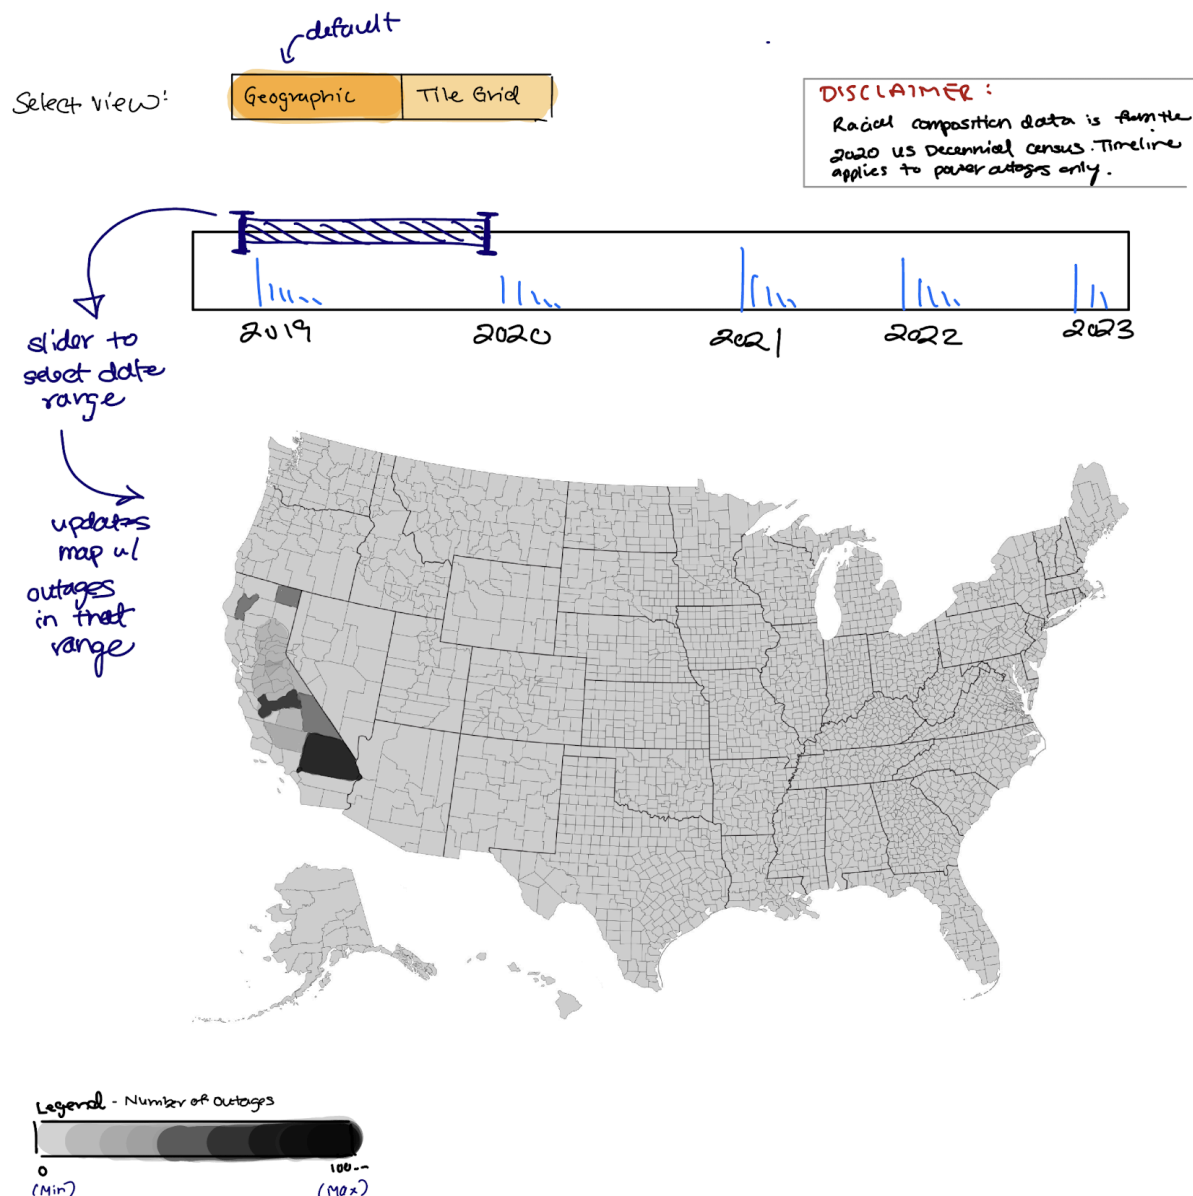 default
Select view:
Geographic
Tile Grid
DISCLAIMER:
Racial composition data is from the
2020 US Decennial census. Timeline
applies to power outages only.
2019
2020
2021
2022
2023
slider to
select date
range
updates
map w/
outages
in that
range
Legend - Number of outages
0
100--
(Min)
(Max)